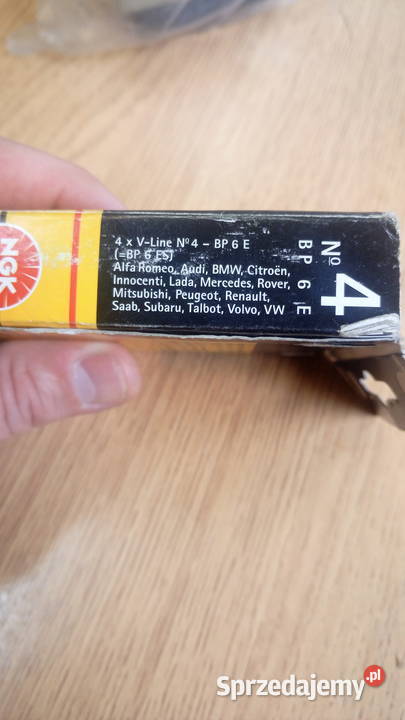 NGK
4 x V-Line Nº4 – BP 6 E
(=BP 6 ES)
Alfa Romeo, Audi, BMW, Citroën,
Innocenti, Lada, Mercedes, Rover,
Mitsubishi, Peugeot, Renault,
Saab, Subaru, Talbot, Volvo, VW
Nº 4
BP 6 E
Sprzedajemy.pl